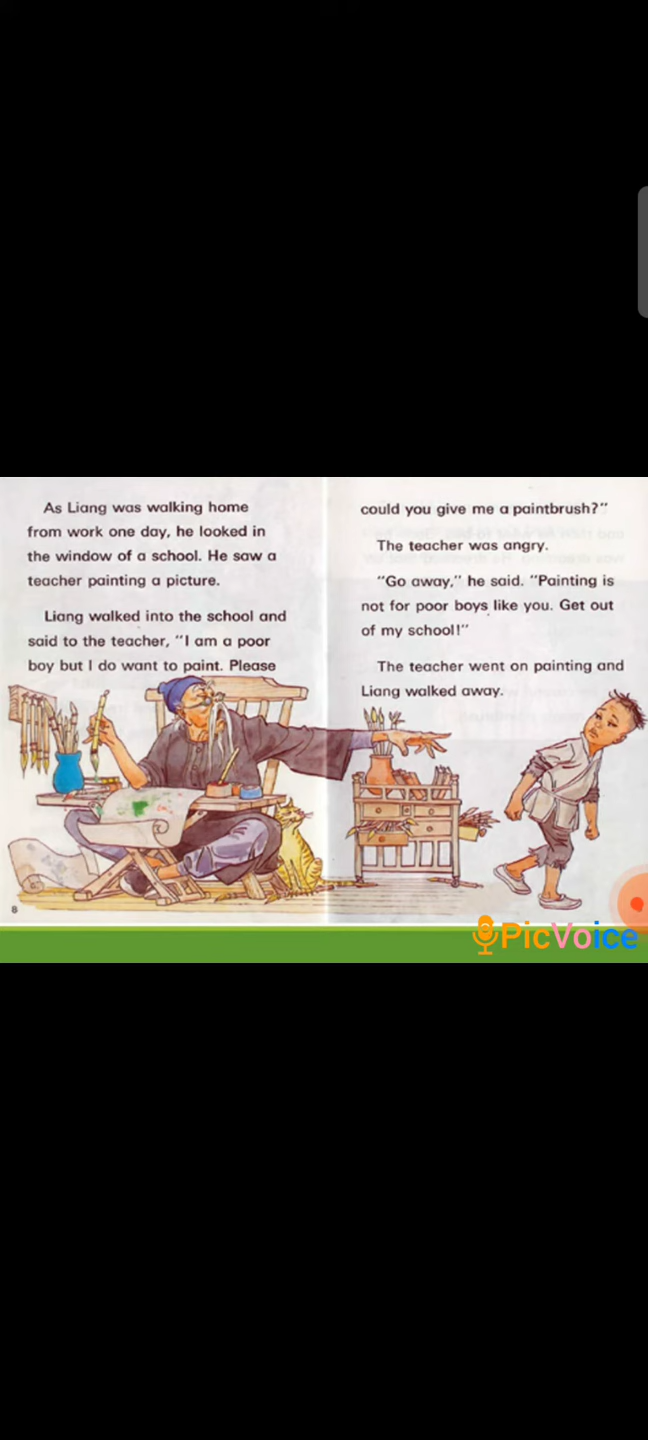 As Liang was walking home
from work one day, he looked in
the window of a school. He saw a
teacher painting a picture.
Liang walked into the school and
said to the teacher, "I am a poor
boy but I do want to paint. Please
8
could you give me a paintbrush?"
The teacher was angry.
"Go away," he said. "Painting is
not for poor boys like you. Get out
of my school!"
The teacher went on painting and
Liang walked away.
PicVoice